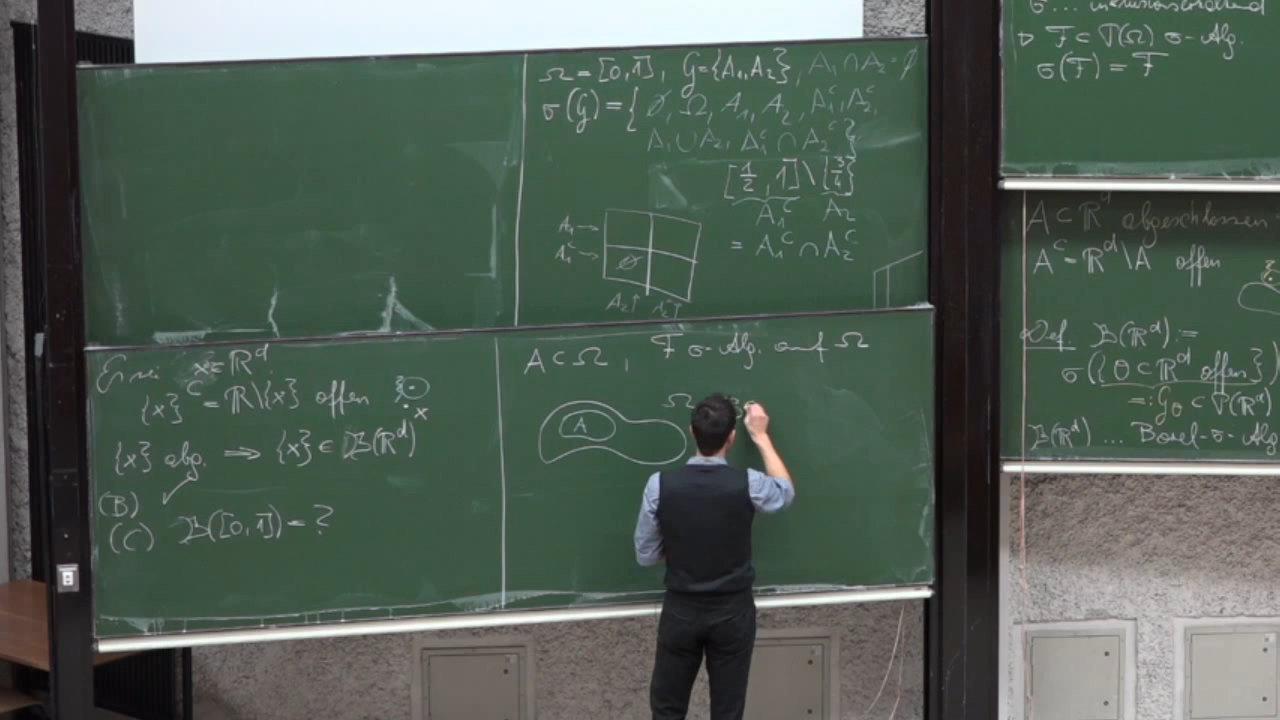 Ω = [0,1], G = {A₁, A₂}, A₁ ∩ A₂ = ∅
σ(G) = { ∅, Ω, A₁, A₂, A₁ᶜ, A₂ᶜ,
A₁ ∪ A₂, A₁ᶜ ∩ A₂ᶜ }
[1/2, 1] \ {3/4}
A₁ᶜ A₂
= A₁ᶜ ∩ A₂ᶜ
A₁ →
A₁ᶜ →
∅
A₂ ↑ A₂ᶜ ↑
sei x ∈ ℝᵈ.
{x}ᶜ = ℝ \ {x} offen
x
{x} abg. ⇒ {x} ∈ B(ℝᵈ)
(B) ✓
(C) B([0,1]) = ?
A ⊂ Ω, F σ-Alg. auf Ω
A
Ω
σ... inklusionserhaltend
▷ F ⊂ P(Ω) σ-Alg.
σ(F) = F
A ⊂ ℝᵈ abgeschlossen:
Aᶜ = ℝᵈ \ A offen
Def. B(ℝᵈ) :=
σ({O ⊂ ℝᵈ offen})
=: G₀ ⊂ P(ℝᵈ)
B(ℝᵈ) ... Borel-σ-Alg